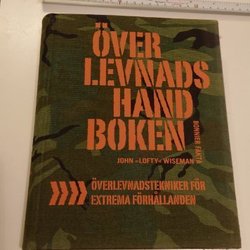 ÖVER
LEVNADS
HAND
BOKEN
BONNIER FAKTA
JOHN »LOFTY« WISEMAN
ÖVERLEVNADSTEKNIKER FÖR
EXTREMA FÖRHÅLLANDEN